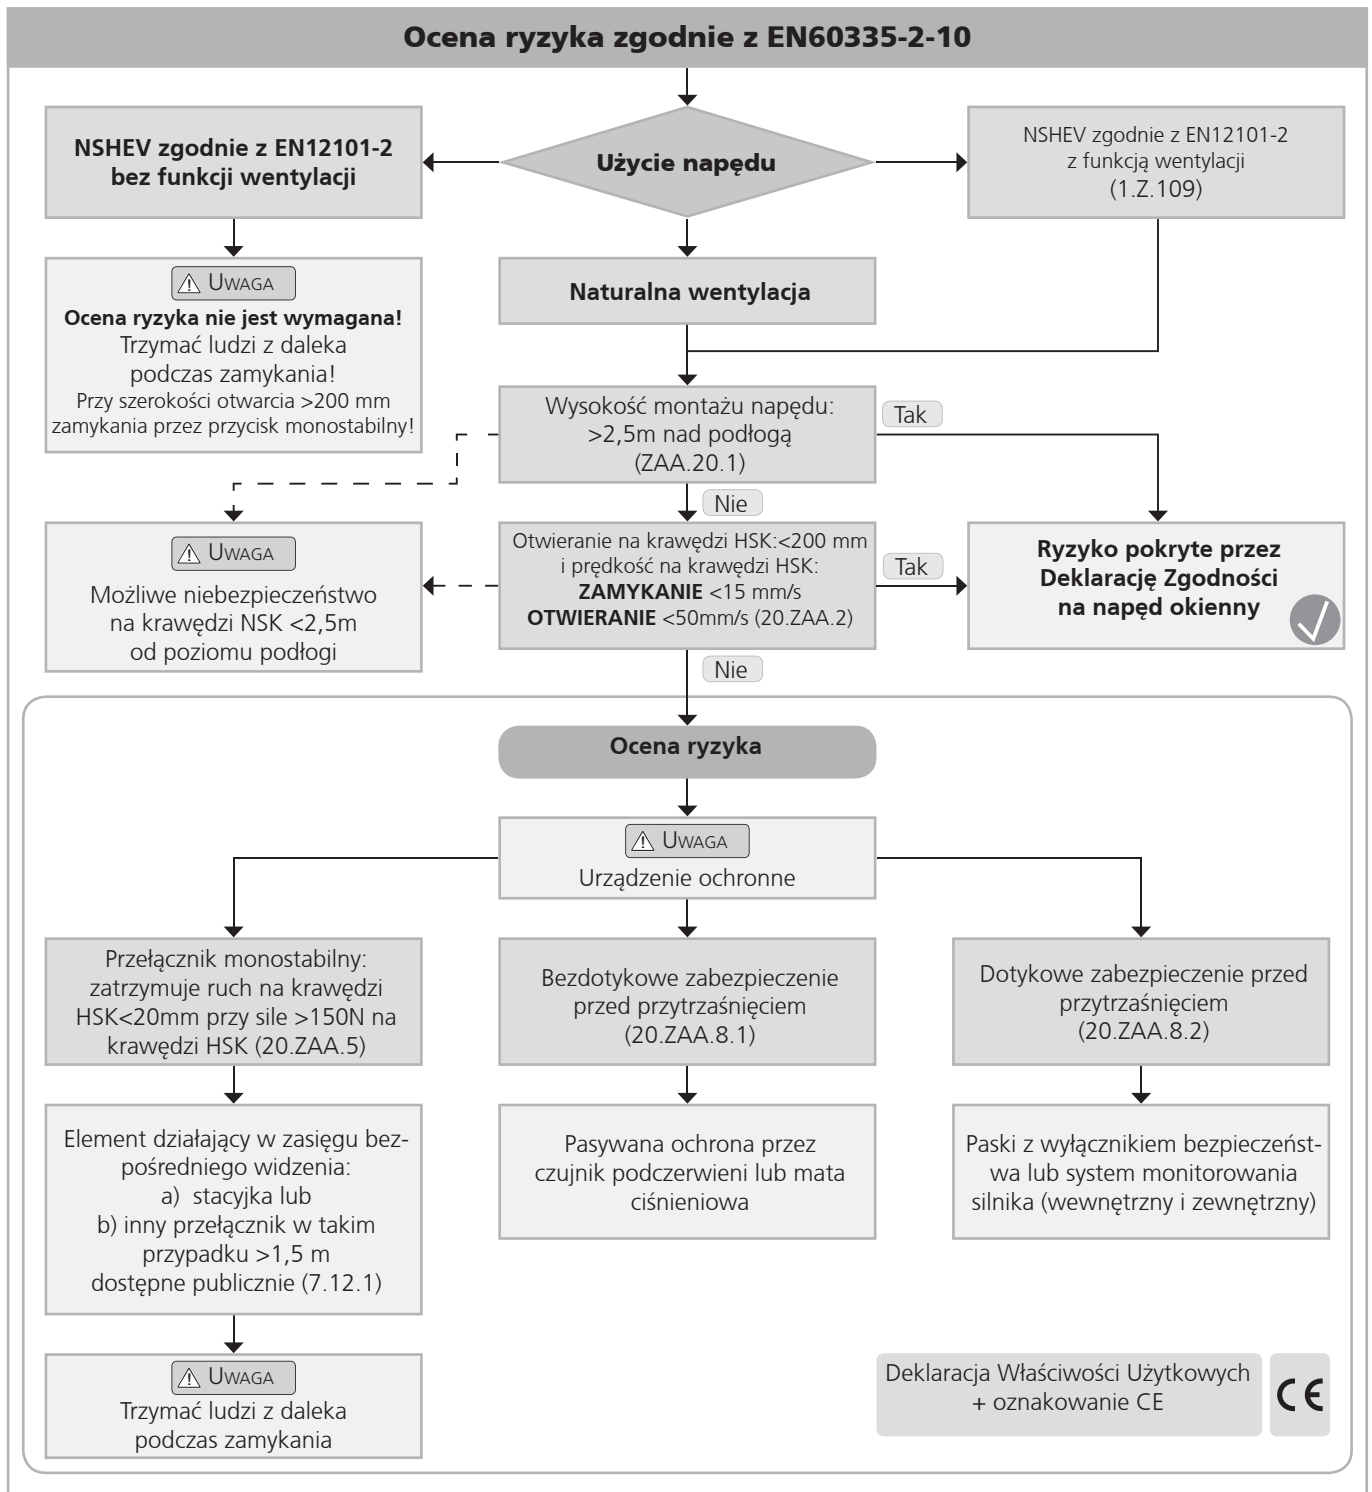 Ocena ryzyka zgodnie z EN60335-2-10
NSHEV zgodnie z EN12101-2
bez funkcji wentylacji
Użycie napędu
NSHEV zgodnie z EN12101-2
z funkcją wentylacji
(1.Z.109)
UWAGA
Ocena ryzyka nie jest wymagana!
Trzymać ludzi z daleka
podczas zamykania!
Przy szerokości otwarcia >200 mm
zamykania przez przycisk monostabilny!
Naturalna wentylacja
Wysokość montażu napędu:
>2,5m nad podłogą
(ZAA.20.1)
Tak
Nie
UWAGA
Możliwe niebezpieczeństwo
na krawędzi NSK <2,5m
od poziomu podłogi
Otwieranie na krawędzi HSK:<200 mm
i prędkość na krawędzi HSK:
ZAMYKANIE <15 mm/s
OTWIERANIE <50mm/s (20.ZAA.2)
Tak
Ryzyko pokryte przez
Deklarację Zgodności
na napęd okienny
Nie
Ocena ryzyka
UWAGA
Urządzenie ochronne
Przełącznik monostabilny:
zatrzymuje ruch na krawędzi
HSK<20mm przy sile >150N na
krawędzi HSK (20.ZAA.5)
Bezdotykowe zabezpieczenie
przed przytrzaśnięciem
(20.ZAA.8.1)
Dotykowe zabezpieczenie przed
przytrzaśnięciem
(20.ZAA.8.2)
Element działający w zasięgu bez-
pośredniego widzenia:
a) stacyjka lub
b) inny przełącznik w takim
przypadku >1,5 m
dostępne publicznie (7.12.1)
Pasywana ochrona przez
czujnik podczerwieni lub mata
ciśnieniowa
Paski z wyłącznikiem bezpieczeńst-
wa lub system monitorowania
silnika (wewnętrzny i zewnętrzny)
UWAGA
Trzymać ludzi z daleka
podczas zamykania
Deklaracja Właściwości Użytkowych
+ oznakowanie CE
CE